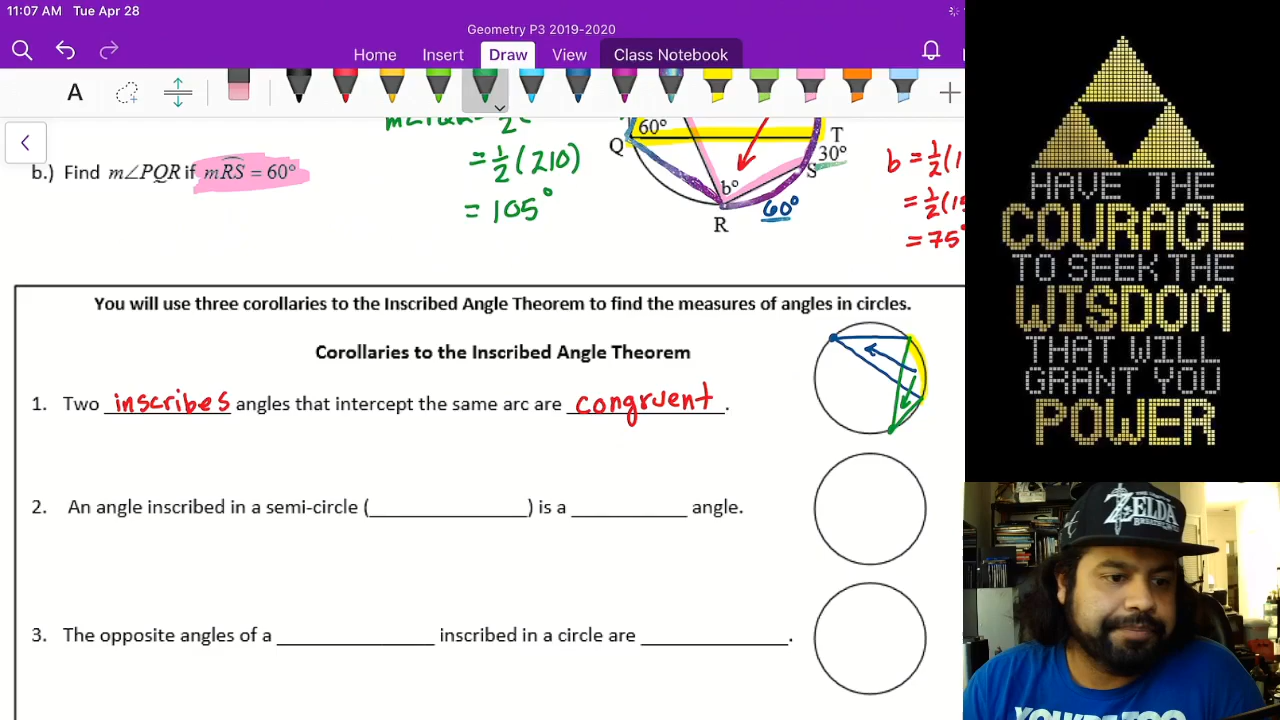 11:07 AM Tue Apr 28
Geometry P3 2019-2020
Home Insert Draw View Class Notebook
A
= ½(210)
= 105°
b.) Find m∠PQR if mRS = 60°
60°
Q
T
30°
S
b°
60°
R
= 75°
You will use three corollaries to the Inscribed Angle Theorem to find the measures of angles in circles.
Corollaries to the Inscribed Angle Theorem
1. Two inscribes angles that intercept the same arc are congruent.
2. An angle inscribed in a semi-circle (_______________) is a ___________ angle.
3. The opposite angles of a _______________ inscribed in a circle are ______________.
HAVE THE
COURAGE
TO SEEK THE
WISDOM
THAT WILL
GRANT YOU
POWER
THE LEGEND OF
ZELDA